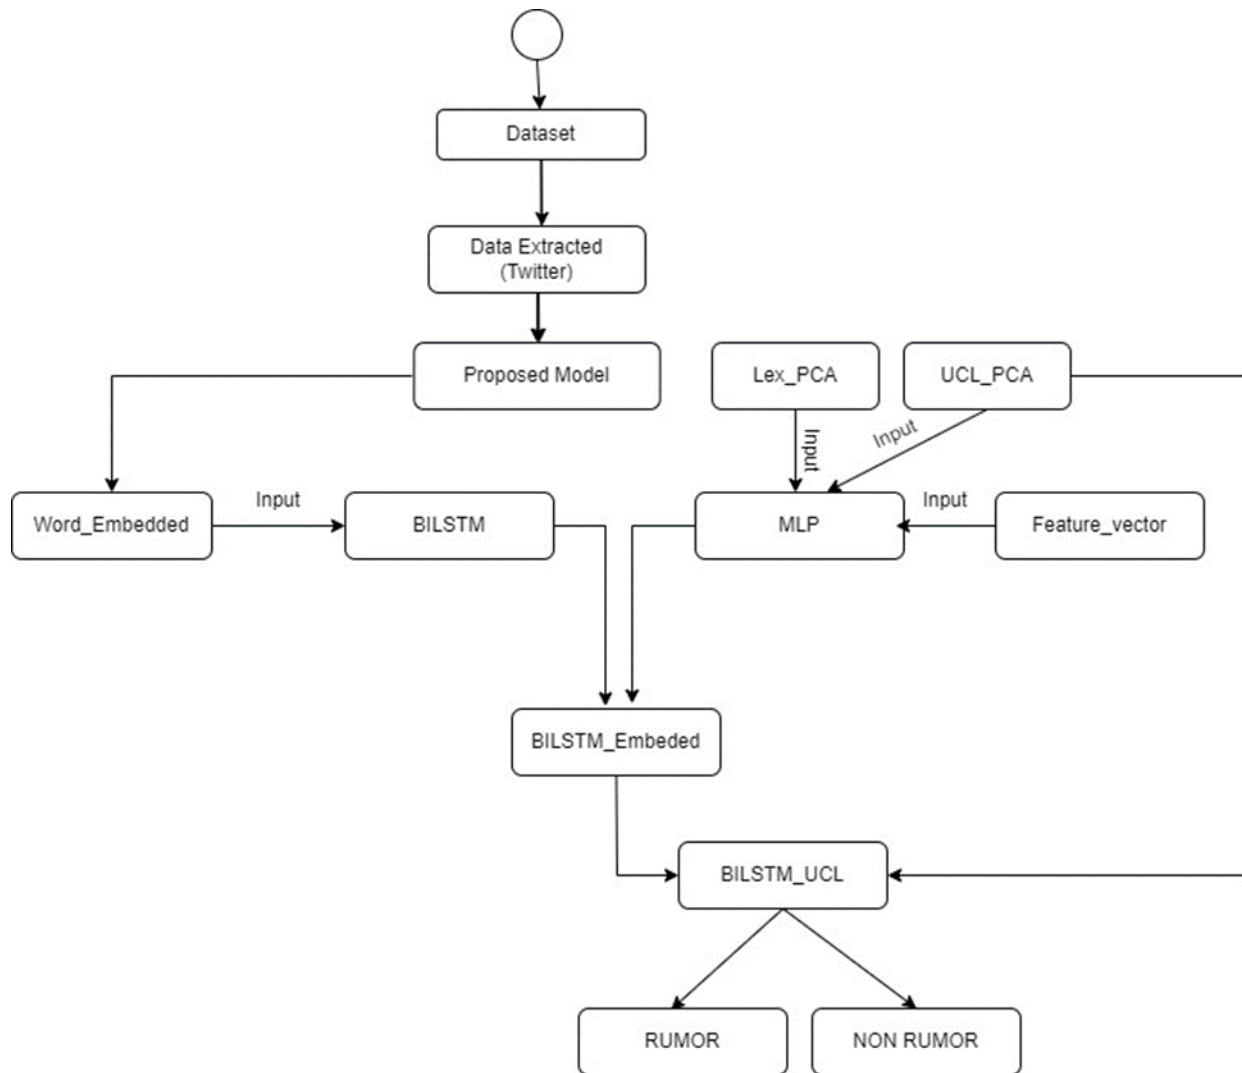 Dataset
Data Extracted
(Twitter)
Proposed Model
Lex_PCA
UCL_PCA
Input
Input
Word_Embedded
Input
BILSTM
MLP
Input
Feature_vector
BILSTM_Embeded
BILSTM_UCL
RUMOR
NON RUMOR